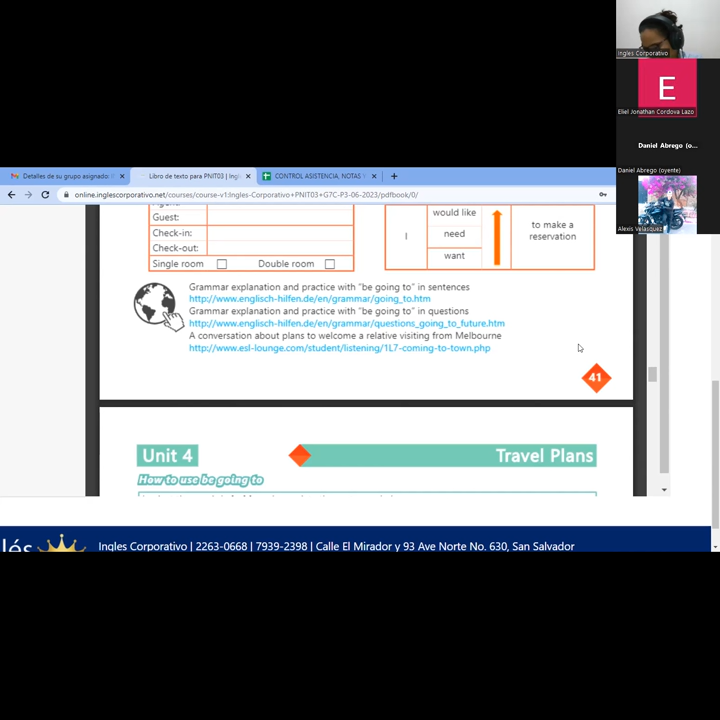 Ingles Corporativo
E
Eliel Jonathan Cordova Lazo
Daniel Abrego (o...
Daniel Abrego (oyente)
Alexis Velasquez
Detalles de su grupo asignado:
Libro de texto para PNIT03 | Ingl
CONTROL ASISTENCIA, NOTAS
online.inglescorporativo.net/courses/course-v1:Ingles-Corporativo+PNIT03+G7C-P3-06-2023/pdfbook/0/
Guest:
Check-in:
Check-out:
Single room
Double room
I
would like
need
want
to make a
reservation
Grammar explanation and practice with "be going to" in sentences
http://www.englisch-hilfen.de/en/grammar/going_to.htm
Grammar explanation and practice with "be going to" in questions
http://www.englisch-hilfen.de/en/grammar/questions_going_to_future.htm
A conversation about plans to welcome a relative visiting from Melbourne
http://www.esl-lounge.com/student/listening/1L7-coming-to-town.php
41
Unit 4
Travel Plans
How to use be going to
lés
Ingles Corporativo | 2263-0668 | 7939-2398 | Calle El Mirador y 93 Ave Norte No. 630, San Salvador